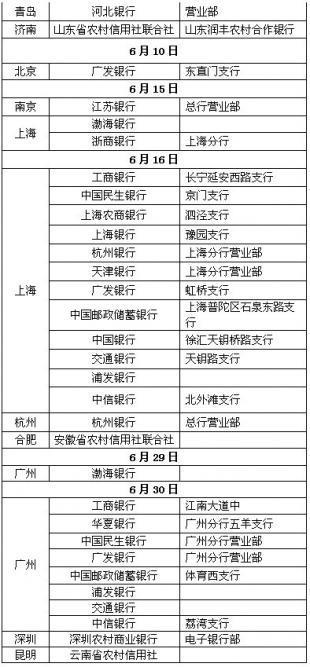 青岛 河北银行 营业部
济南 山东省农村信用社联合社 山东润丰农村合作银行
6月10日
北京 广发银行 东直门支行
6月15日
南京 江苏银行 总行营业部
上海 渤海银行
浙商银行 上海分行
6月16日
上海 工商银行 长宁延安西路支行
中国民生银行 京门支行
上海农商银行 泗泾支行
上海银行 豫园支行
杭州银行 上海分行营业部
天津银行 上海分行营业部
广发银行 虹桥支行
中国邮政储蓄银行 上海普陀区石泉东路支
行
中国银行 徐汇天钥桥路支行
交通银行 天钥路支行
浦发银行
中信银行 北外滩支行
杭州 杭州银行 总行营业部
合肥 安徽省农村信用社联合社
6月29日
广州 渤海银行
6月30日
广州 工商银行 江南大道中
华夏银行 广州分行五羊支行
中国民生银行 广州分行营业部
广发银行 广州分行营业部
中国邮政储蓄银行 体育西支行
浦发银行
交通银行
中信银行 荔湾支行
深圳 深圳农村商业银行 电子银行部
昆明 云南省农村信用社